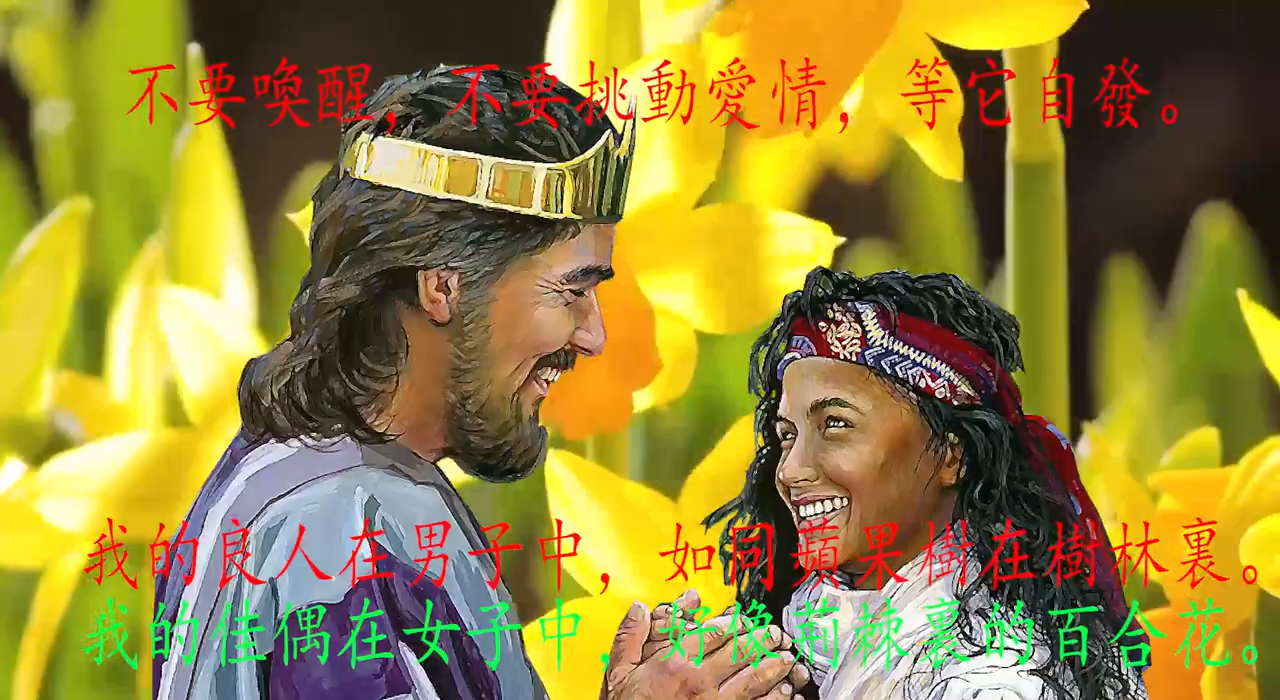 不要喚醒，不要挑動愛情，等它自發。
我的良人在男子中，如同蘋果樹在樹林裏。
我的佳偶在女子中，好像荊棘裏的百合花。